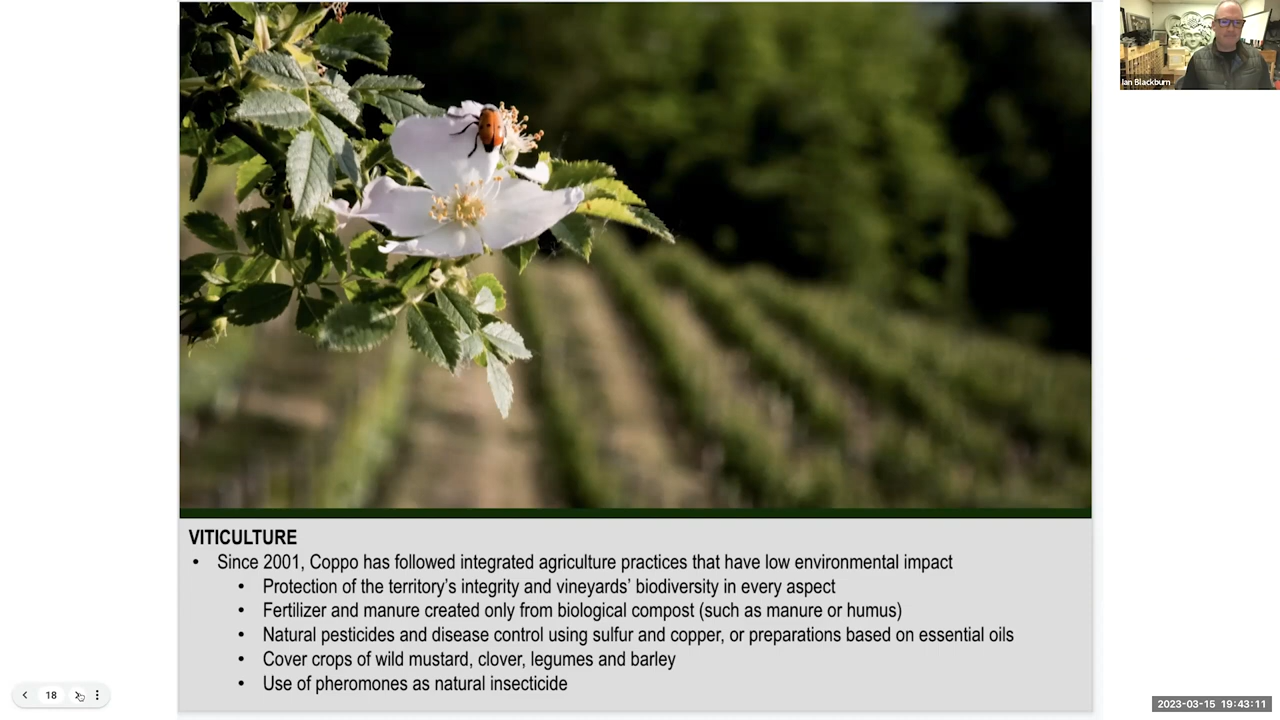 Ian Blackburn
VITICULTURE
• Since 2001, Coppo has followed integrated agriculture practices that have low environmental impact
• Protection of the territory's integrity and vineyards' biodiversity in every aspect
• Fertilizer and manure created only from biological compost (such as manure or humus)
• Natural pesticides and disease control using sulfur and copper, or preparations based on essential oils
• Cover crops of wild mustard, clover, legumes and barley
• Use of pheromones as natural insecticide
18
2023-03-15 19:43:11